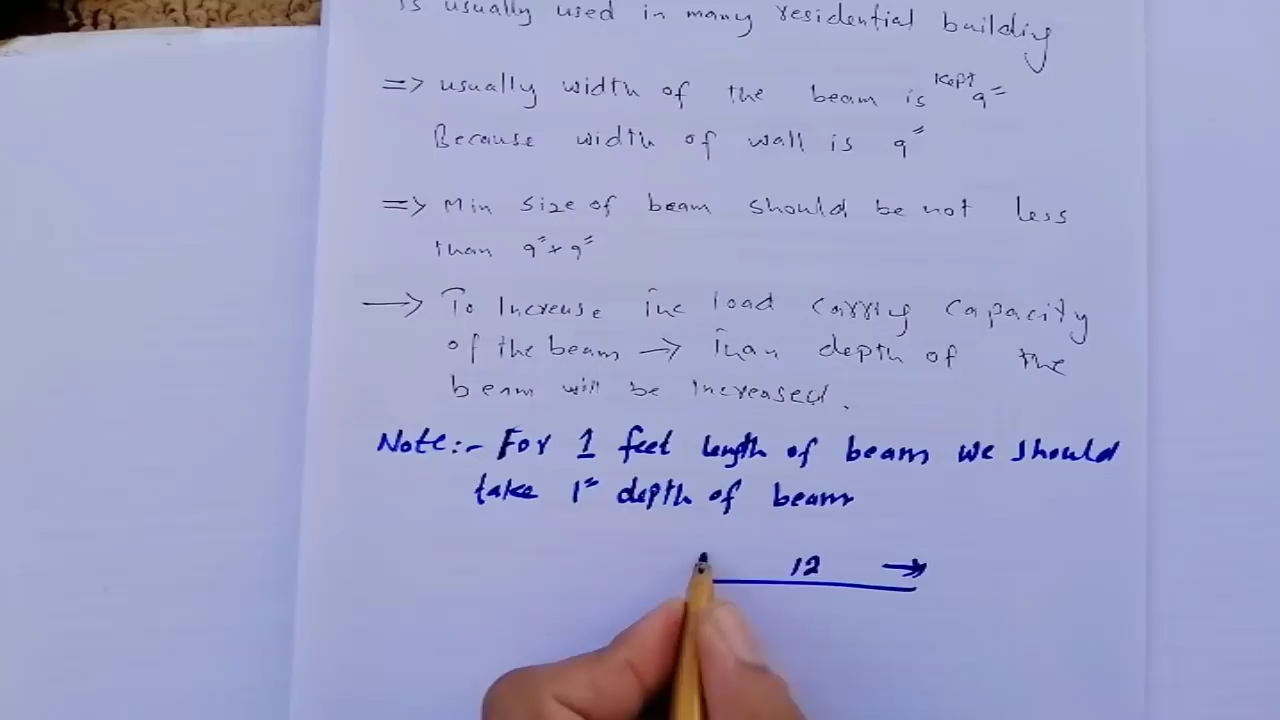 is usually used in many residential building
=> usually width of the beam is kept 9"
Because width of wall is 9"
=> Min size of beam should be not less
than 9"x9"
→ To Increase the load carring capacity
of the beam → Than depth of the
beam will be Increased.
Note:- For 1 feet length of beam we should
take 1" depth of beam
12 →